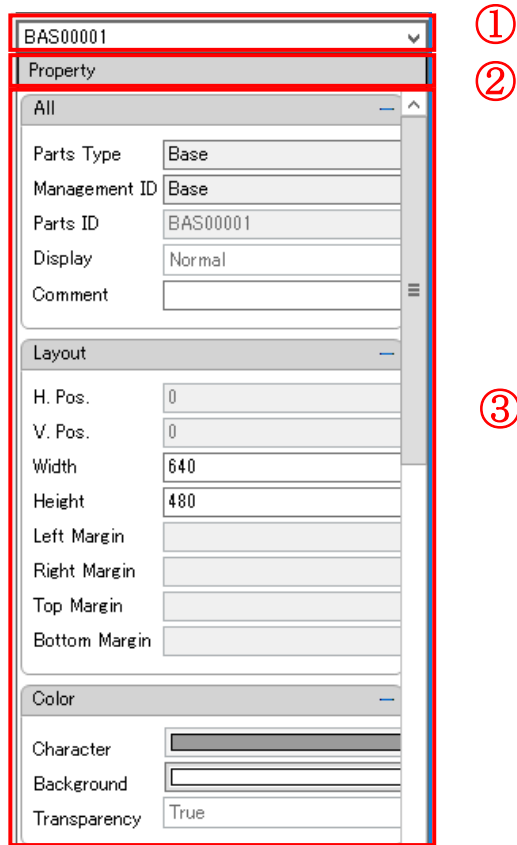 BAS00001
①
Property
②
All
Parts Type Base
Management ID Base
Parts ID BAS00001
Display Normal
Comment
Layout
③
H. Pos. 0
V. Pos. 0
Width 640
Height 480
Left Margin
Right Margin
Top Margin
Bottom Margin
Color
Character
Background
Transparency True